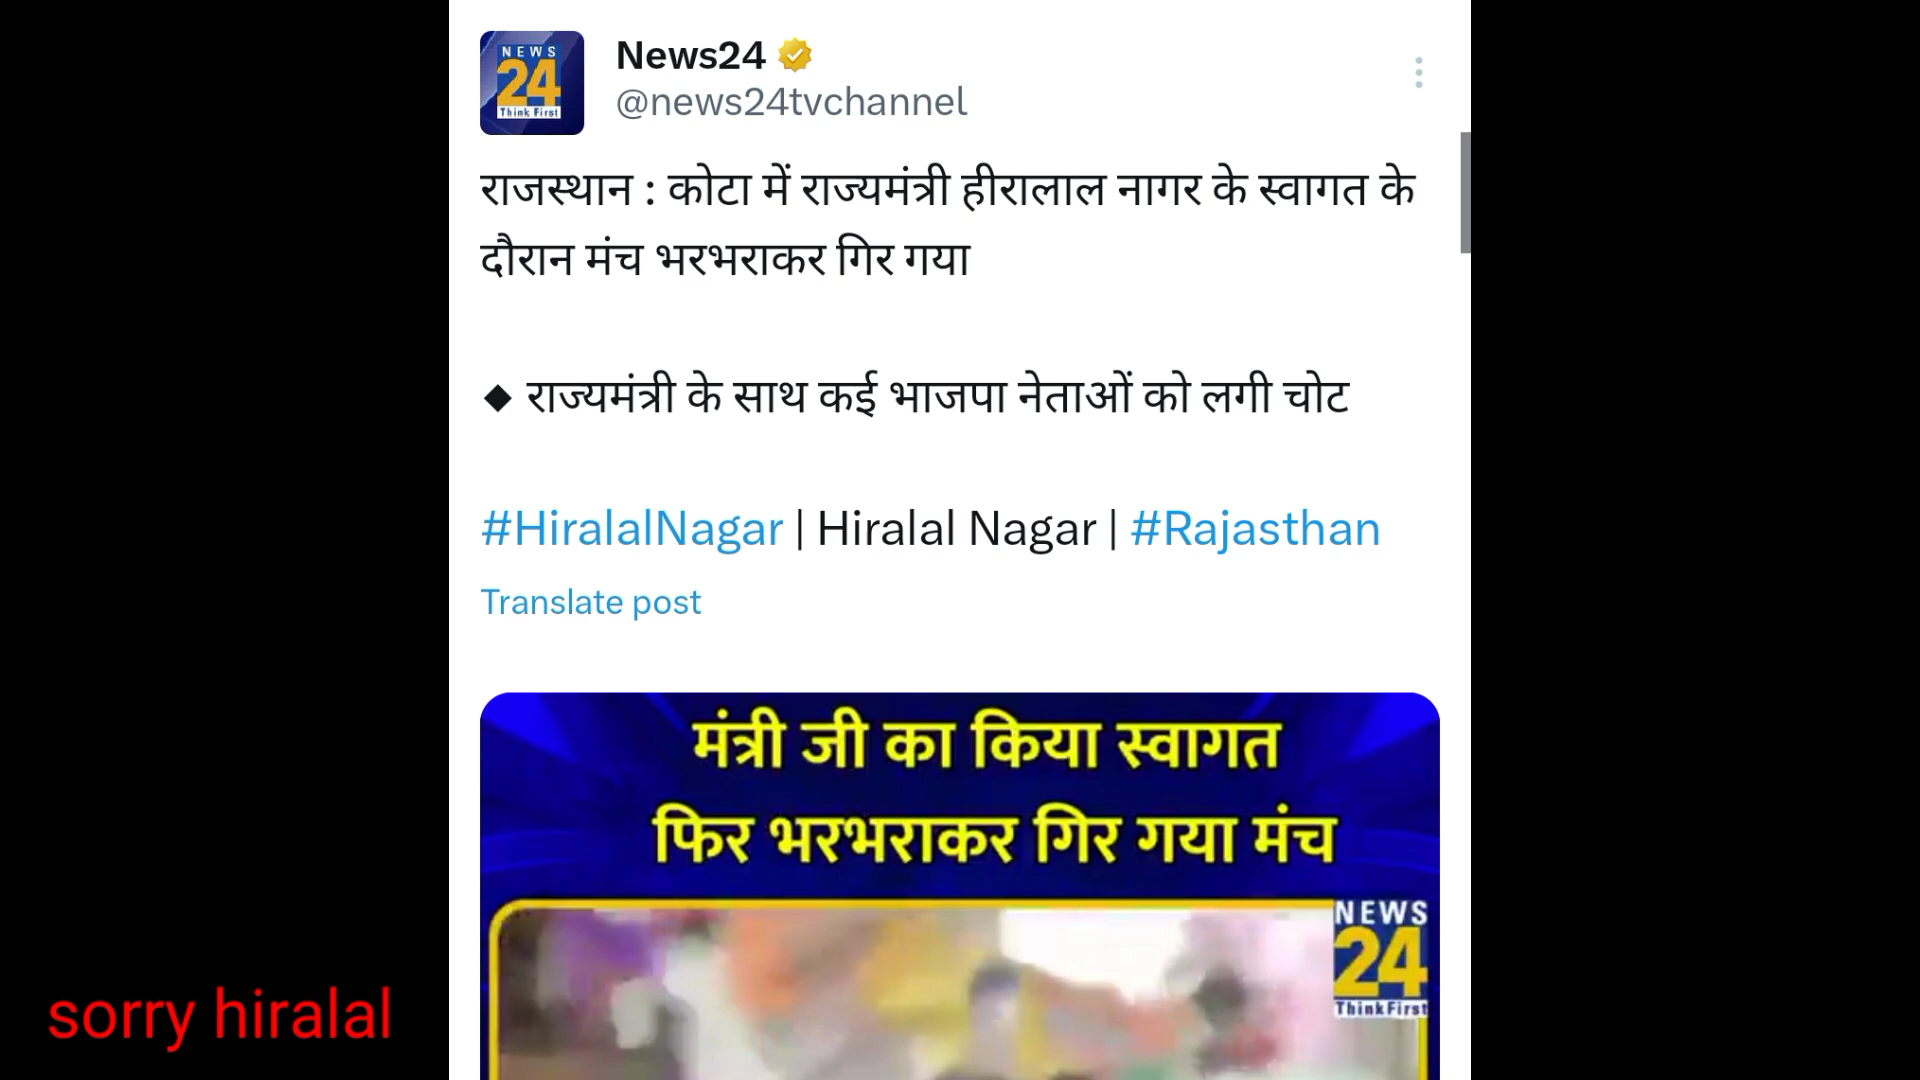 NEWS
24
Think First
News24
@news24tvchannel
राजस्थान : कोटा में राज्यमंत्री हीरालाल नागर के स्वागत के
दौरान मंच भरभराकर गिर गया
◆ राज्यमंत्री के साथ कई भाजपा नेताओं को लगी चोट
#HiralalNagar | Hiralal Nagar | #Rajasthan
Translate post
मंत्री जी का किया स्वागत
फिर भरभराकर गिर गया मंच
NEWS
24
Think First
sorry hiralal